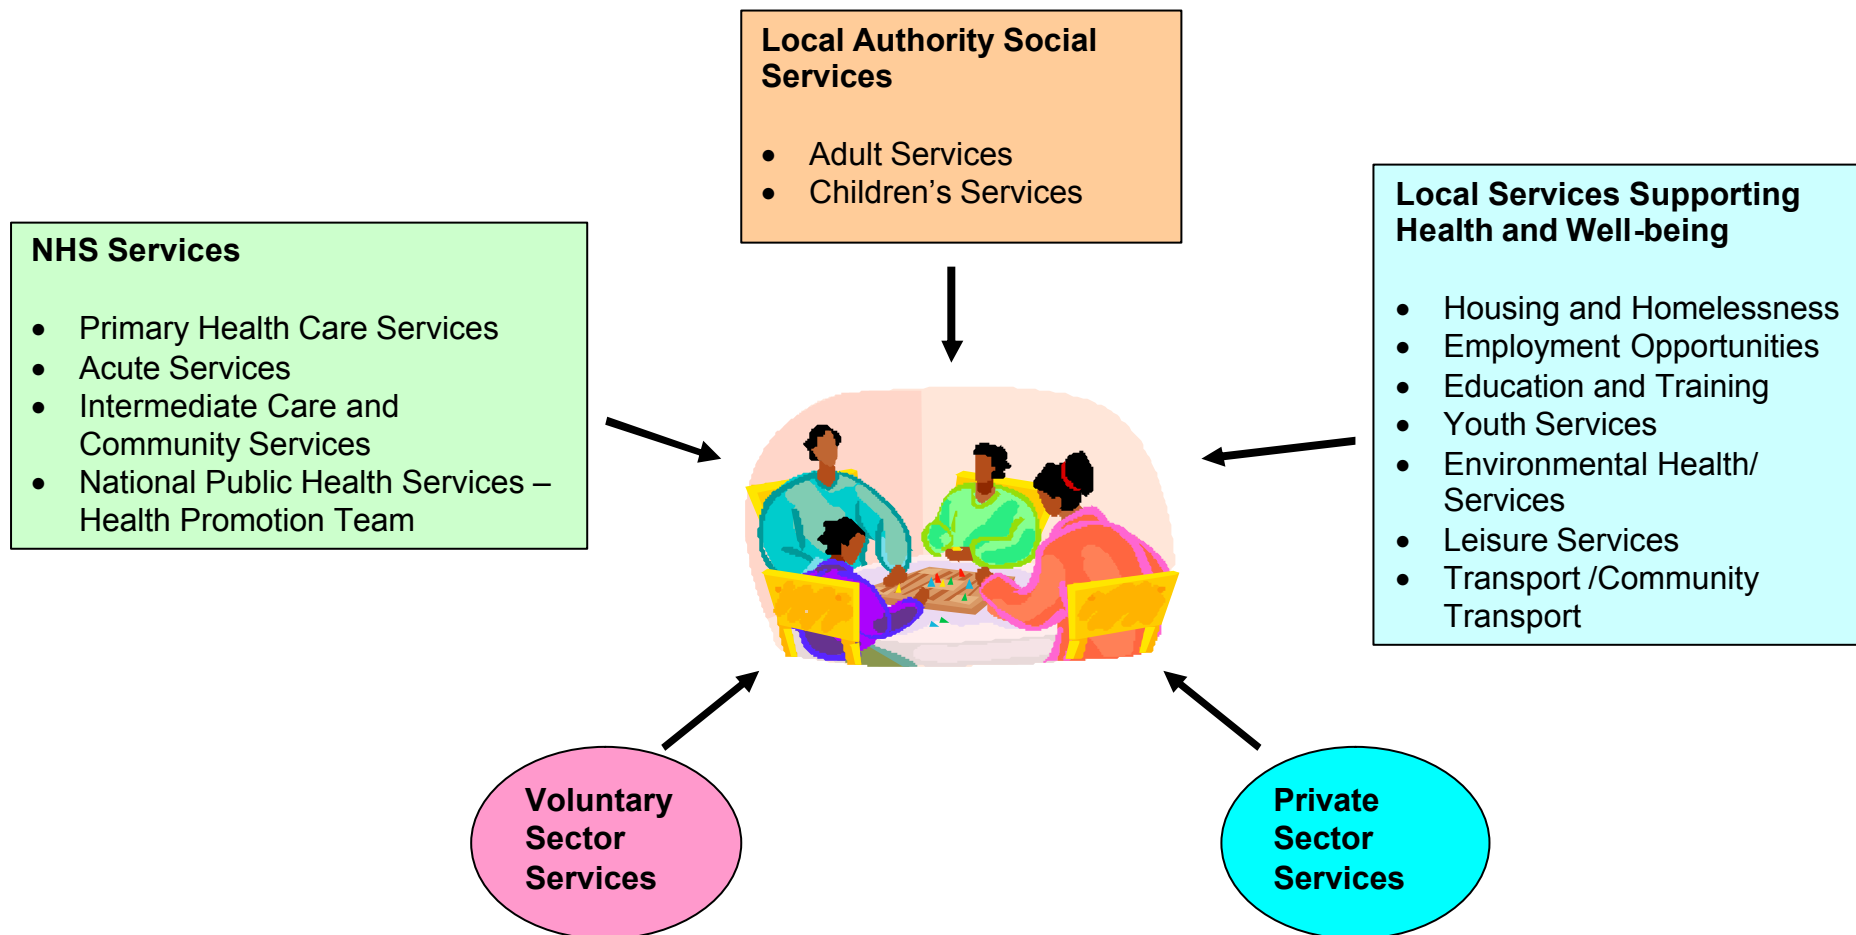 Local Authority Social
Services
• Adult Services
• Children’s Services
NHS Services
• Primary Health Care Services
• Acute Services
• Intermediate Care and
Community Services
• National Public Health Services –
Health Promotion Team
Local Services Supporting
Health and Well-being
• Housing and Homelessness
• Employment Opportunities
• Education and Training
• Youth Services
• Environmental Health/
Services
• Leisure Services
• Transport /Community
Transport
Voluntary
Sector
Services
Private
Sector
Services